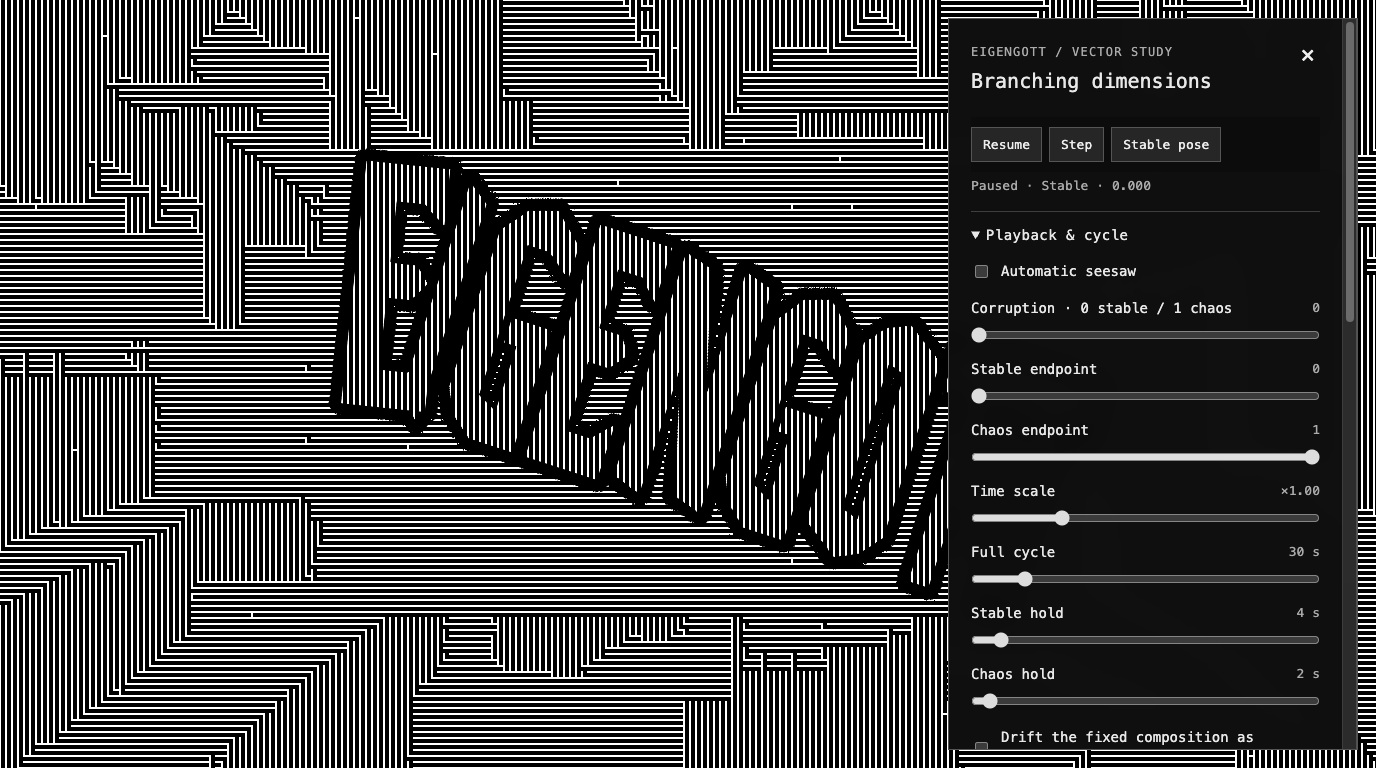 EIGENGOTT / VECTOR STUDY
×
Branching dimensions
Resume Step Stable pose
Paused · Stable · 0.000
▼ Playback & cycle
Automatic seesaw
Corruption · 0 stable / 1 chaos 0
Stable endpoint 0
Chaos endpoint 1
Time scale ×1.00
Full cycle 30 s
Stable hold 4 s
Chaos hold 2 s
Drift the fixed composition as
EIGENGO